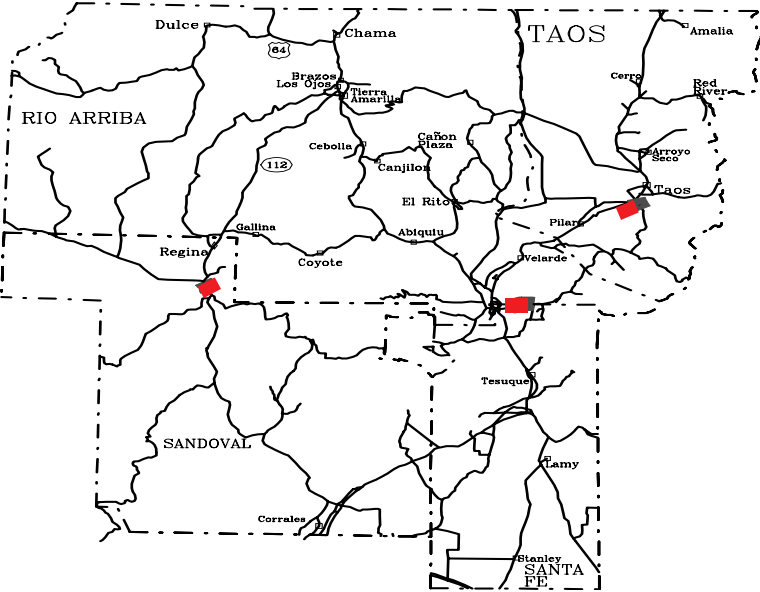 Dulce
Chama
TAOS
Amalia
84
Brazos
Los Ojos
Tierra
Amarilla
Cerro
Red
River
RIO ARRIBA
Cebolla
Cañon
Plaza
Arroyo
Seco
112
Canjilon
Taos
El Rito
Pilar
Gallina
Abiquiu
Regina
Coyote
Velarde
Tesuque
SANDOVAL
Lamy
Corrales
Stanley
SANTA
FE